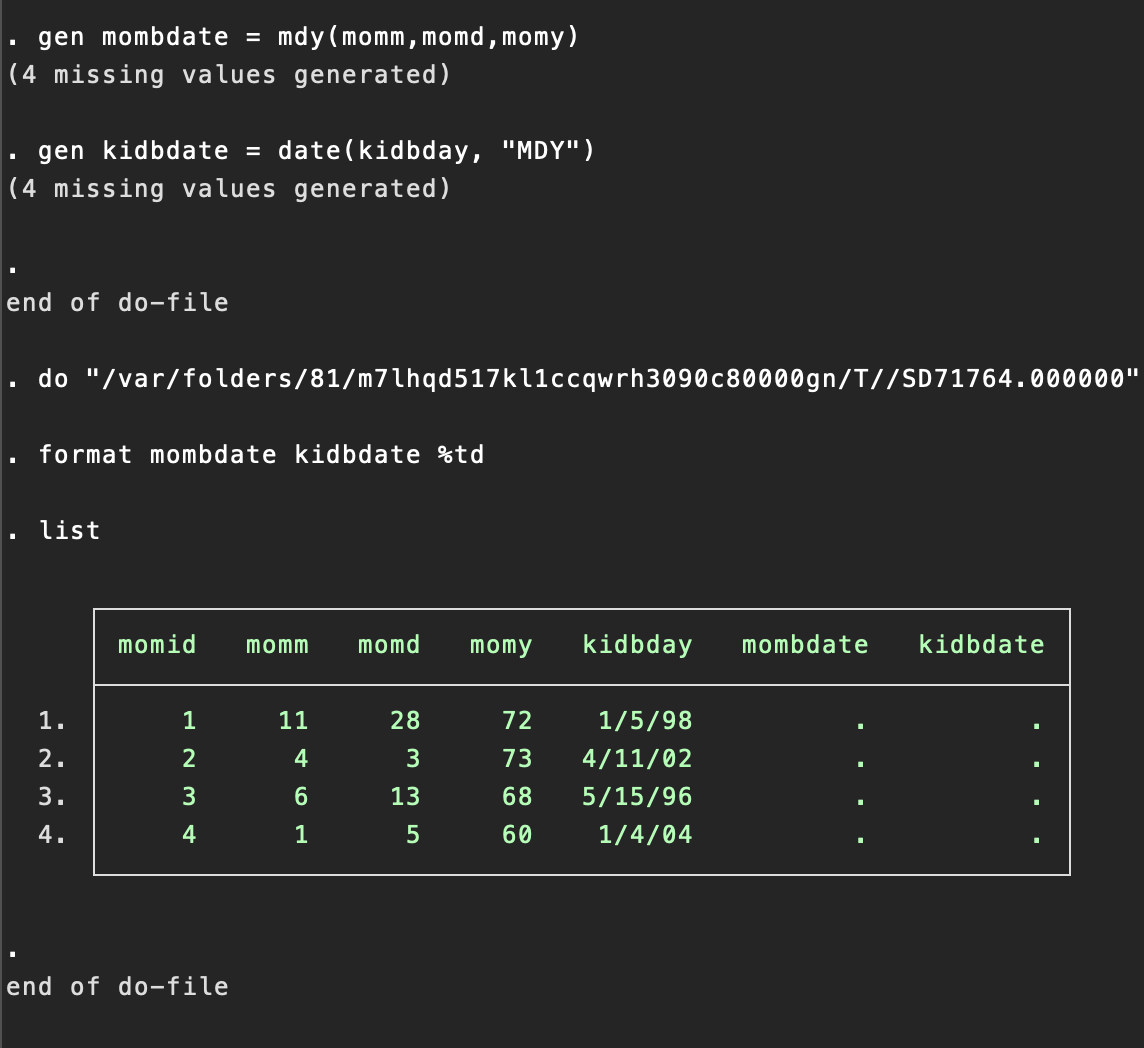 . gen mombdate = mdy(momm,momd,momy)
(4 missing values generated)
. gen kidbdate = date(kidbday, "MDY")
(4 missing values generated)
.
end of do-file
. do "/var/folders/81/m7lhqd517kl1ccqwrh3090c80000gn/T//SD71764.000000"
. format mombdate kidbdate %td
. list
momid momm momd momy kidbday mombdate kidbdate
1. 1 11 28 72 1/5/98 . .
2. 2 4 3 73 4/11/02 . .
3. 3 6 13 68 5/15/96 . .
4. 4 1 5 60 1/4/04 . .
.
end of do-file